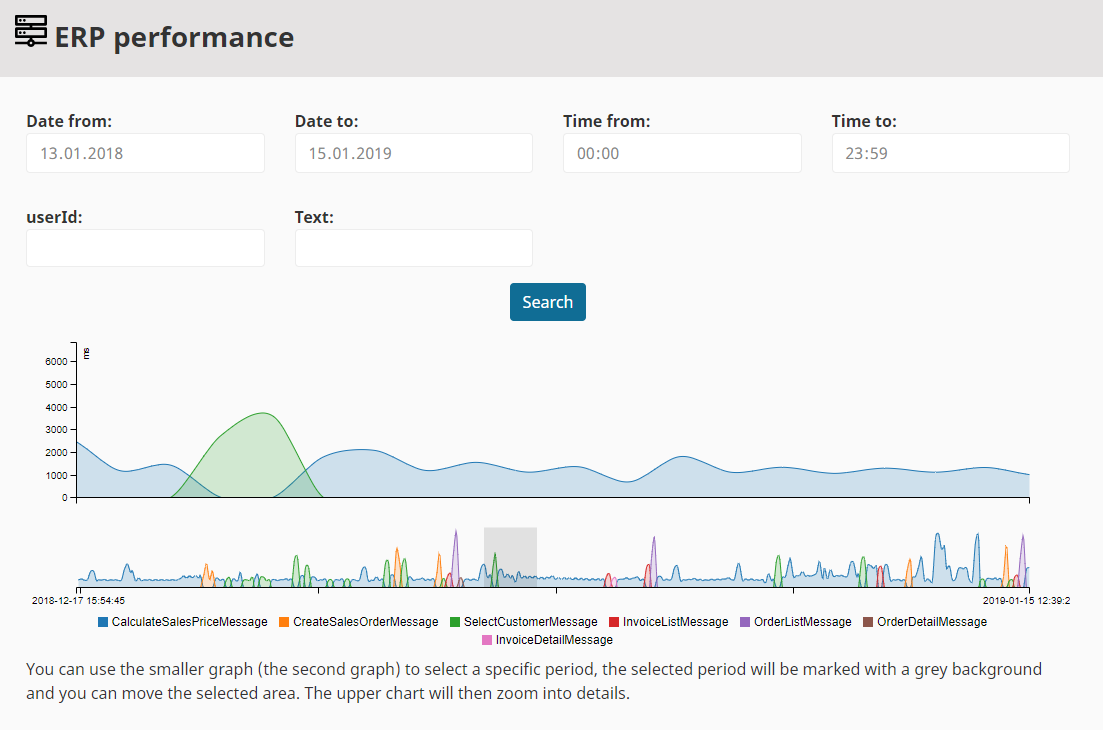 ERP performance
Date from: Date to: Time from: Time to:
13.01.2018 15.01.2019 00:00 23:59
userId: Text:
Search
ms
6000
5000
4000
3000
2000
1000
0
2018-12-17 15:54:45 2019-01-15 12:39:2
CalculateSalesPriceMessage CreateSalesOrderMessage SelectCustomerMessage InvoiceListMessage OrderListMessage OrderDetailMessage
InvoiceDetailMessage
You can use the smaller graph (the second graph) to select a specific period, the selected period will be marked with a grey background
and you can move the selected area. The upper chart will then zoom into details.